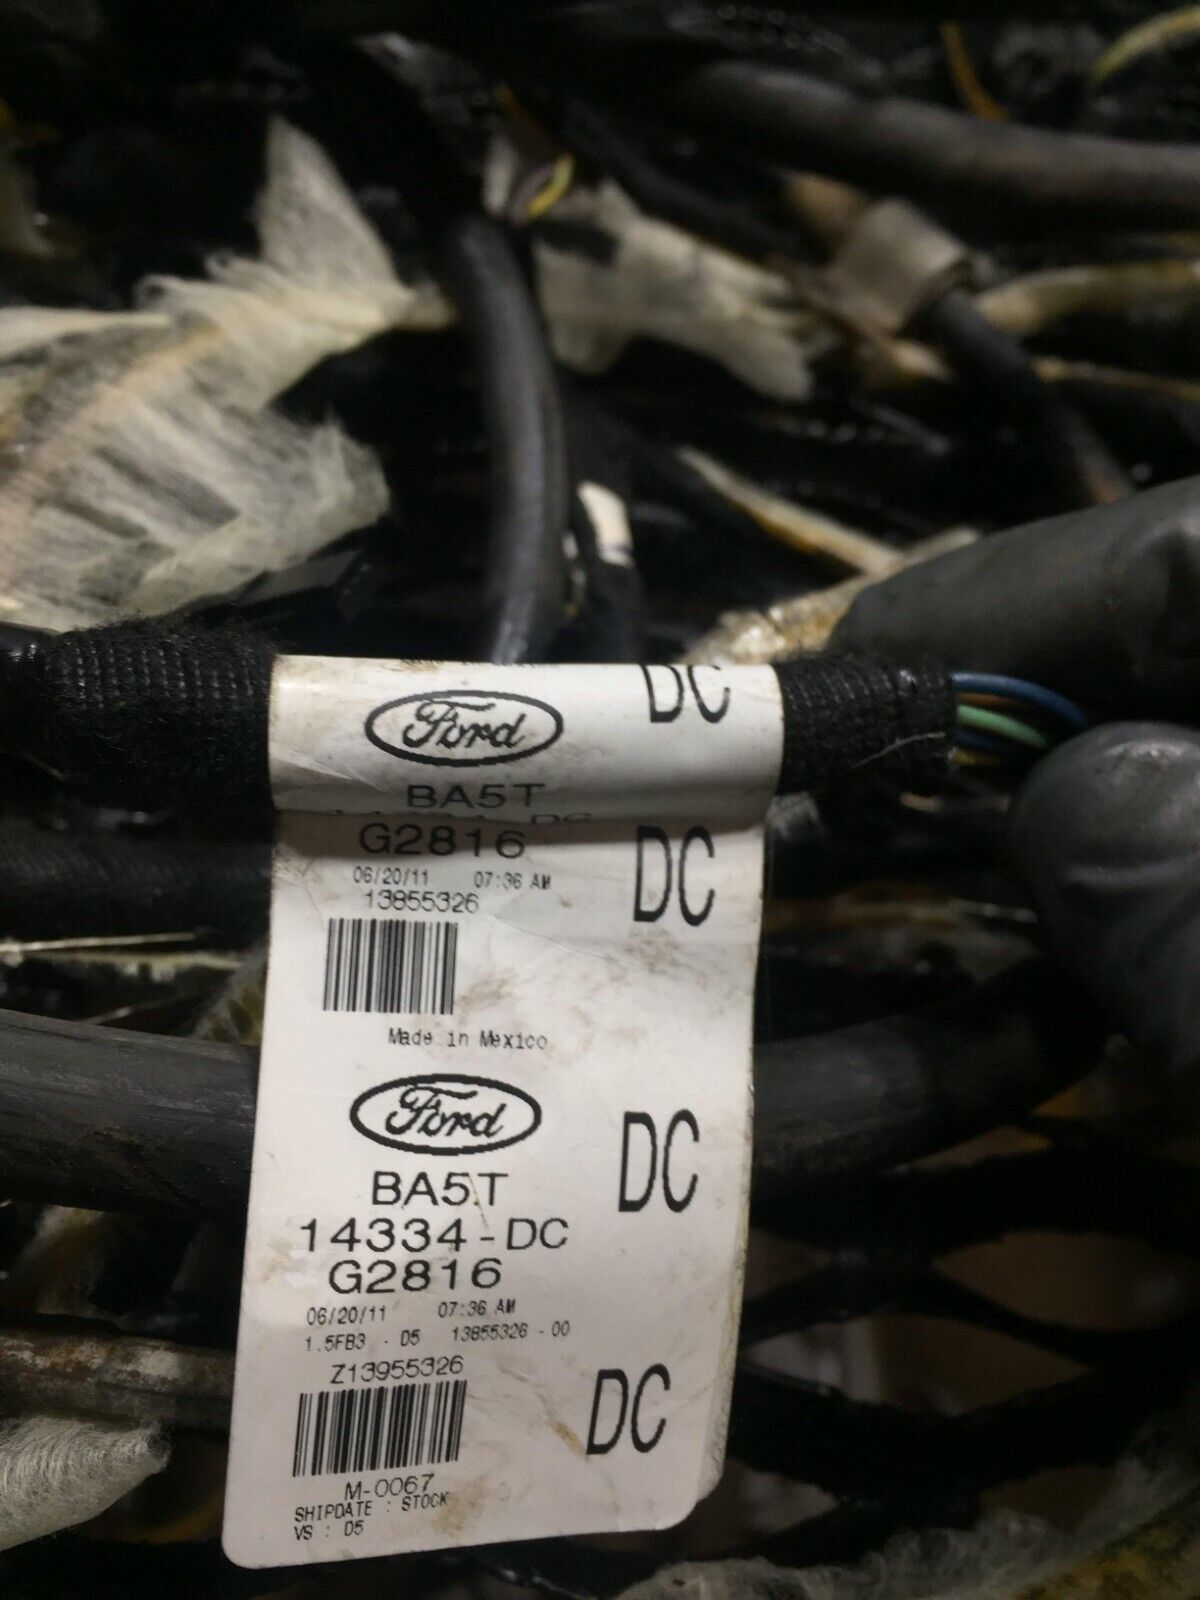 DC
Ford
BA5T
G2816
DC
06/20/11 07:36 AM
13855326
Made in Mexico
Ford
DC
BA5T
14334-DC
G2816
06/20/11 07:36 AM
1.5FB3 - D5 13855326-00
Z13955326
DC
M-0067
SHIPDATE : STOCK
VS : D5